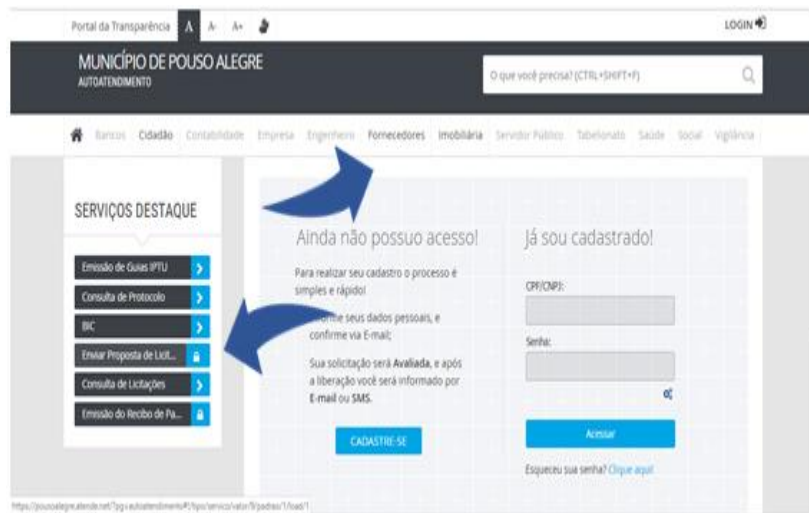 Portal da Transparência A A- A+ LOGIN
MUNICÍPIO DE POUSO ALEGRE
AUTOATENDIMENTO
O que você precisa? (CTRL+SHIFT+F)
Bancos Cidadão Contabilidade Empresa Engenheiro Fornecedores Imobiliária Servidor Público Tabelionato Saúde Social Vigilância
SERVIÇOS DESTAQUE
Emissão de Guias IPTU
Consulta de Protocolo
BIC
Enviar Proposta de Licit...
Consulta de Licitações
Emissão do Recibo de Pa...
Ainda não possuo acesso!
Para realizar seu cadastro o processo é
simples e rápido!
seus dados pessoais, e
confirme via E-mail;
Sua solicitação será Avaliada, e após
a liberação você será informado por
E-mail ou SMS.
CADASTRE-SE
Já sou cadastrado!
CPF/CNPJ:
Senha:
Acessar
Esqueceu sua senha? Clique aqui!